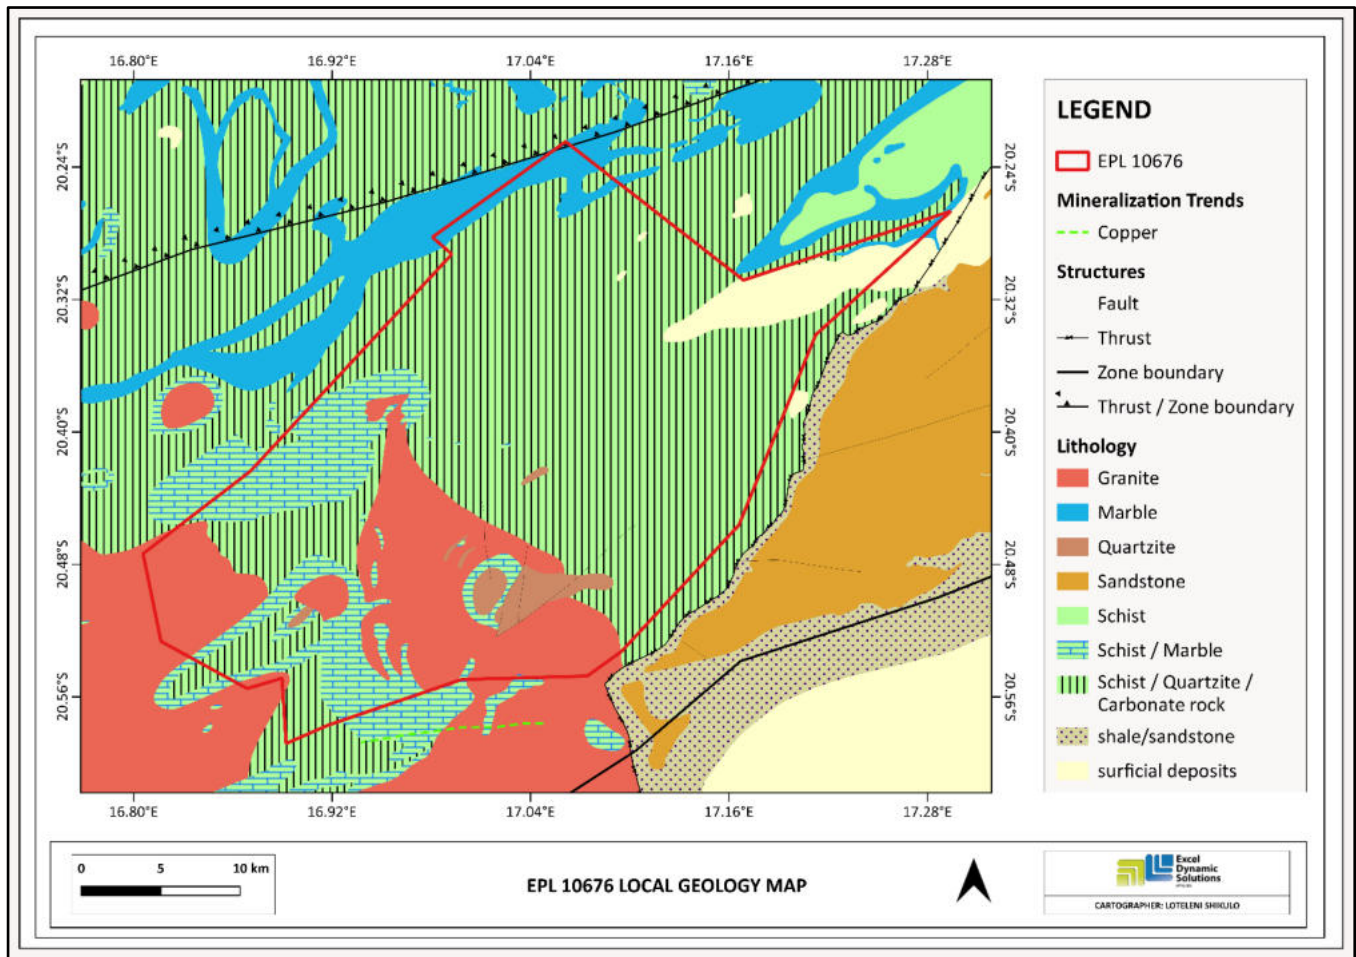 16.80°E 16.92°E 17.04°E 17.16°E 17.28°E
20.24°S
20.32°S
20.40°S
20.48°S
20.56°S
20.24°S
20.32°S
20.40°S
20.48°S
20.56°S
16.80°E 16.92°E 17.04°E 17.16°E 17.28°E
LEGEND
EPL 10676
Mineralization Trends
Copper
Structures
Fault
Thrust
Zone boundary
Thrust / Zone boundary
Lithology
Granite
Marble
Quartzite
Sandstone
Schist
Schist / Marble
Schist / Quartzite /
Carbonate rock
shale/sandstone
surficial deposits
0 5 10 km
EPL 10676 LOCAL GEOLOGY MAP
Excel
Dynamic
Solutions
CARTOGRAPHER: LOTELENI SHIKULO